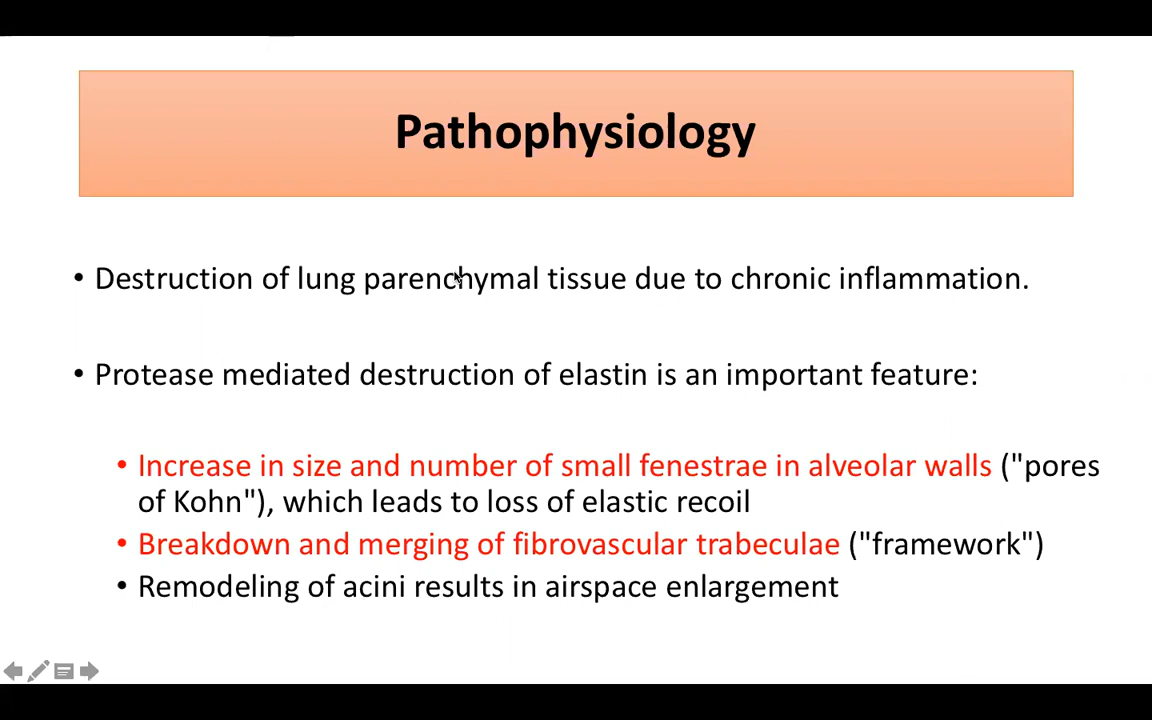 Pathophysiology
• Destruction of lung parenchymal tissue due to chronic inflammation.
• Protease mediated destruction of elastin is an important feature:
• Increase in size and number of small fenestrae in alveolar walls ("pores
of Kohn"), which leads to loss of elastic recoil
• Breakdown and merging of fibrovascular trabeculae ("framework")
• Remodeling of acini results in airspace enlargement